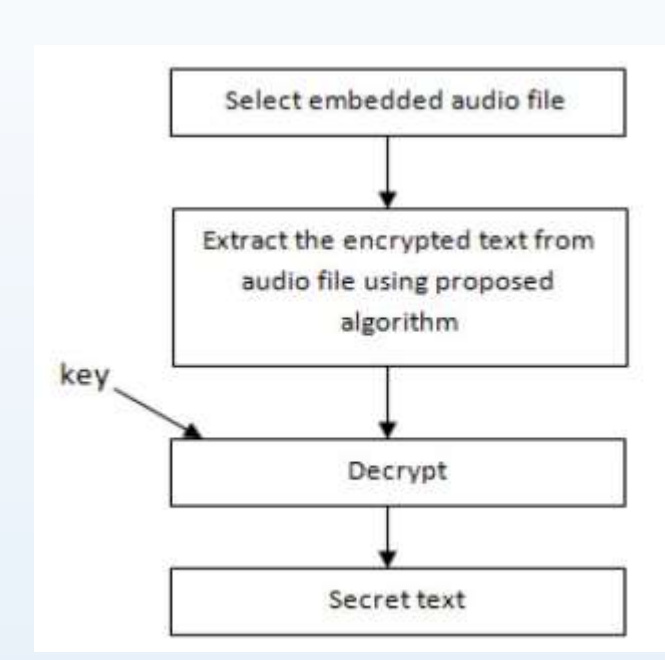 Select embedded audio file
Extract the encrypted text from
audio file using proposed
algorithm
key
Decrypt
Secret text